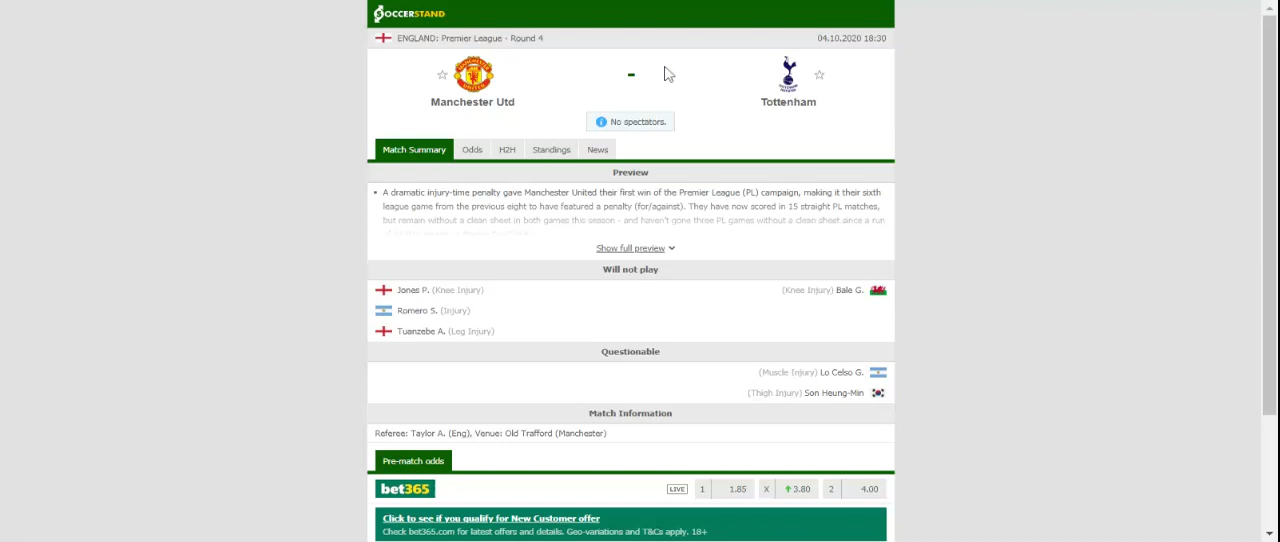 SOCCERSTAND
ENGLAND: Premier League - Round 4 04.10.2020 18:30
-
Manchester Utd Tottenham
No spectators.
Match Summary Odds H2H Standings News
Preview
A dramatic injury-time penalty gave Manchester United their first win of the Premier League (PL) campaign, making it their sixth
league game from the previous eight to have featured a penalty (for/against). They have now scored in 15 straight PL matches,
but remain without a clean sheet in both games this season - and haven't gone three PL games without a clean sheet since a run
Show full preview
Will not play
Jones P. (Knee Injury) (Knee Injury) Bale G.
Romero S. (Injury)
Tuanzebe A. (Leg Injury)
Questionable
(Muscle Injury) Lo Celso G.
(Thigh Injury) Son Heung-Min
Match Information
Referee: Taylor A. (Eng), Venue: Old Trafford (Manchester)
Pre-match odds
bet365 LIVE 1 1.85 X 3.80 2 4.00
Click to see if you qualify for New Customer offer
Check bet365.com for latest offers and details. Geo-variations and T&Cs apply. 18+